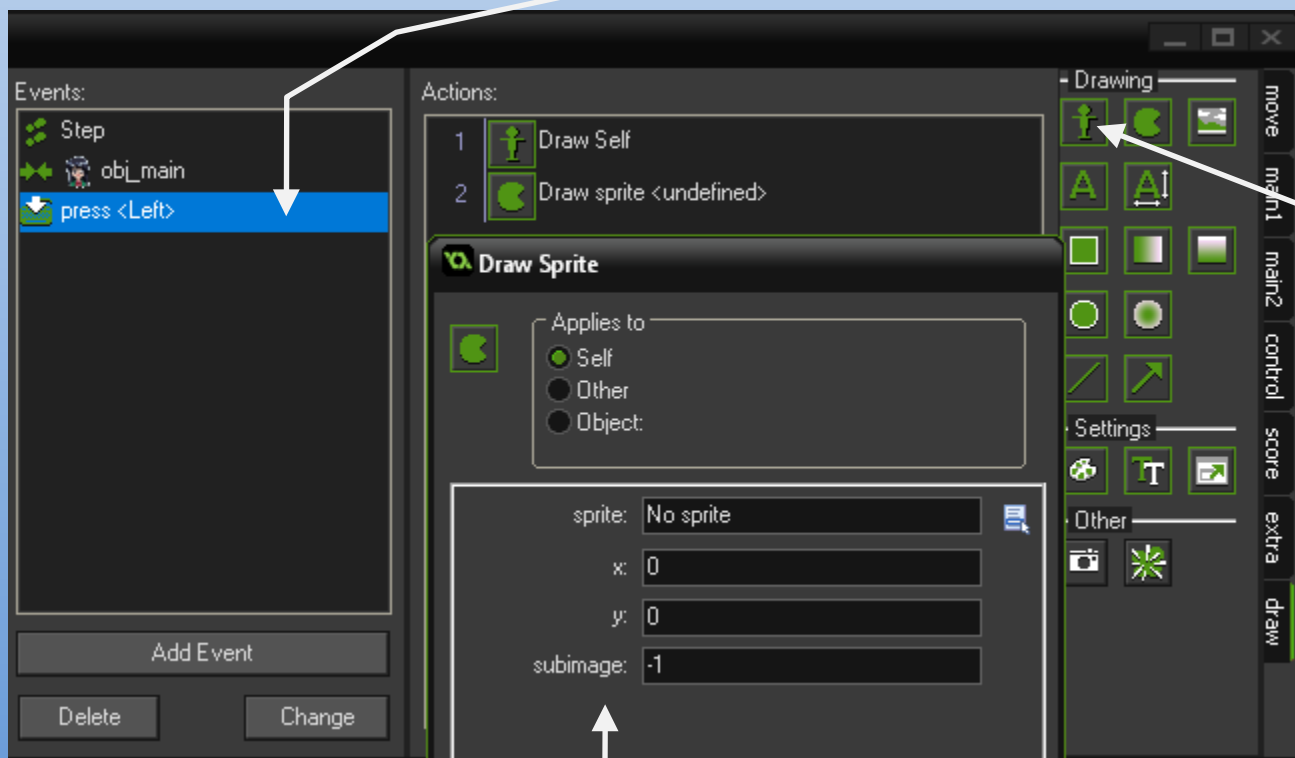 Events:
Step
obj_main
press <Left>
Add Event
Delete
Change
Actions:
1 Draw Self
2 Draw sprite <undefined>
Draw Sprite
Applies to
Self
Other
Object:
sprite: No sprite
x: 0
y: 0
subimage: -1
Drawing
A
A
Settings
TT
Other
move
main1
main2
control
score
extra
draw